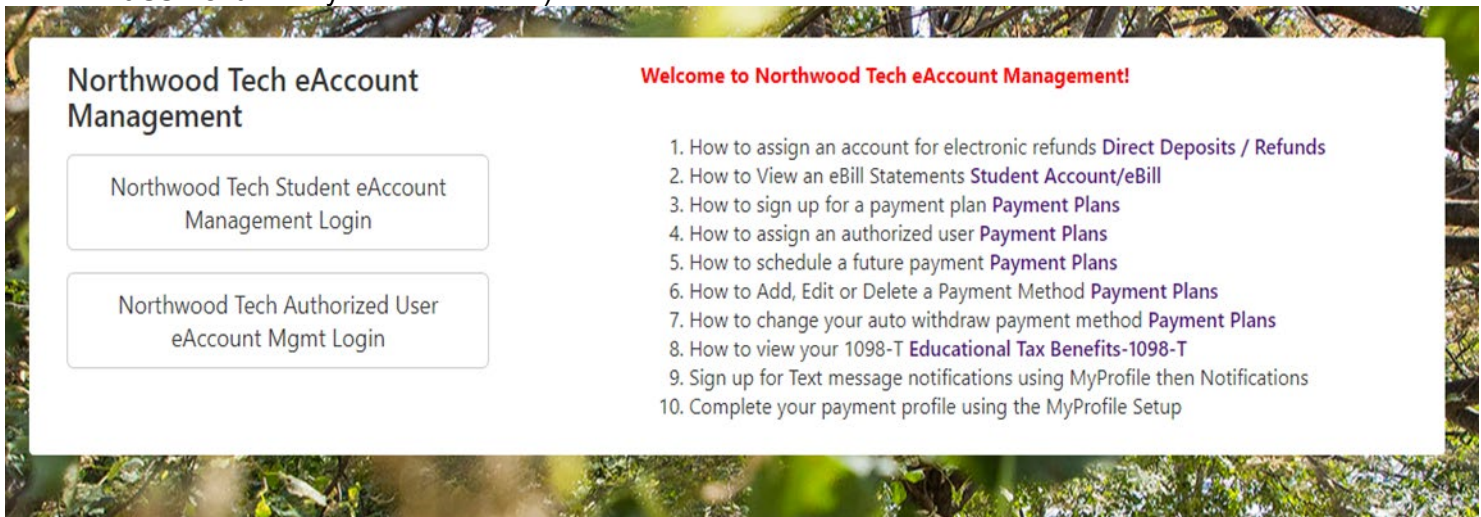 Northwood Tech eAccount
Management
Northwood Tech Student eAccount
Management Login
Northwood Tech Authorized User
eAccount Mgmt Login
Welcome to Northwood Tech eAccount Management!
1. How to assign an account for electronic refunds Direct Deposits / Refunds
2. How to View an eBill Statements Student Account/eBill
3. How to sign up for a payment plan Payment Plans
4. How to assign an authorized user Payment Plans
5. How to schedule a future payment Payment Plans
6. How to Add, Edit or Delete a Payment Method Payment Plans
7. How to change your auto withdraw payment method Payment Plans
8. How to view your 1098-T Educational Tax Benefits-1098-T
9. Sign up for Text message notifications using MyProfile then Notifications
10. Complete your payment profile using the MyProfile Setup